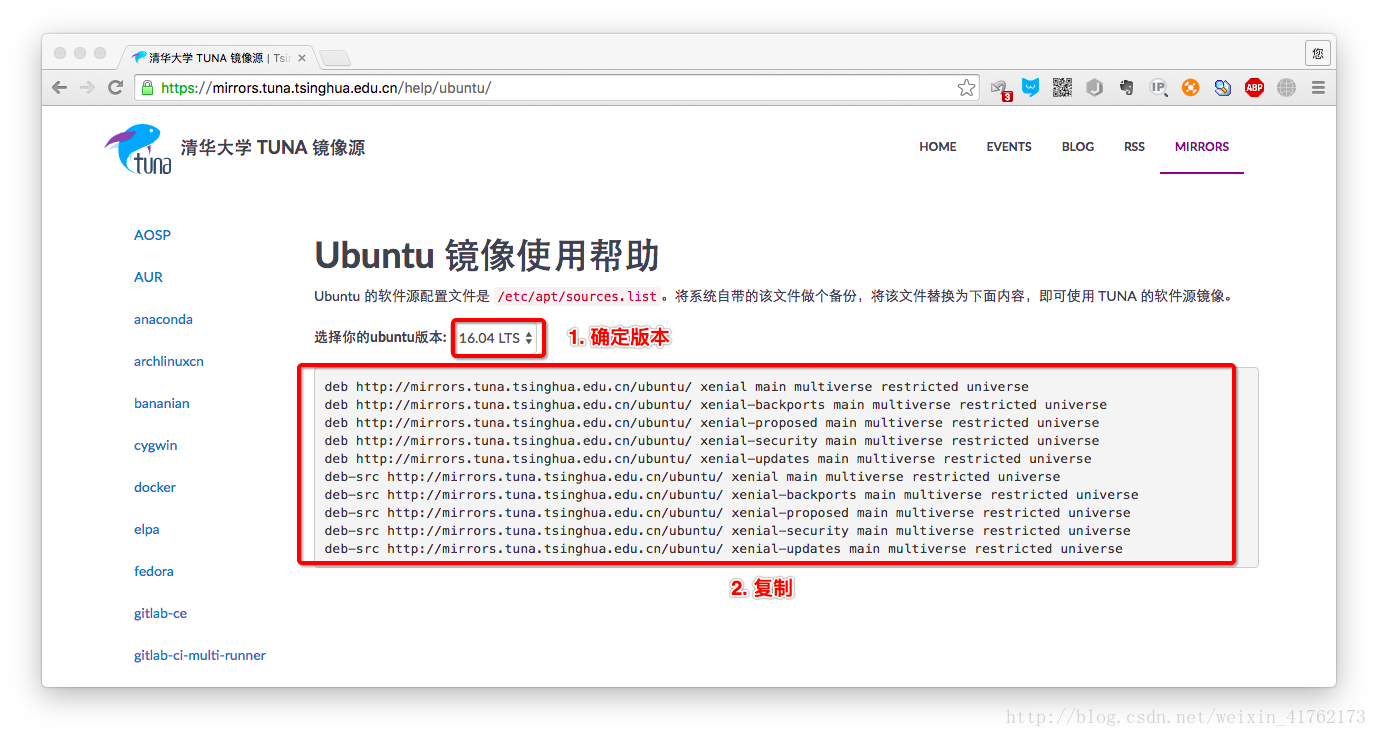 清华大学 TUNA 镜像源 | Tsin
您
https://mirrors.tuna.tsinghua.edu.cn/help/ubuntu/
3
IP
ABP
tuna
清华大学 TUNA 镜像源
HOME EVENTS BLOG RSS MIRRORS
AOSP
AUR
anaconda
archlinuxcn
bananian
cygwin
docker
elpa
fedora
gitlab-ce
gitlab-ci-multi-runner
Ubuntu 镜像使用帮助
Ubuntu 的软件源配置文件是 /etc/apt/sources.list。将系统自带的该文件做个备份，将该文件替换为下面内容，即可使用 TUNA 的软件源镜像。
选择你的ubuntu版本: 16.04 LTS 1. 确定版本
deb http://mirrors.tuna.tsinghua.edu.cn/ubuntu/ xenial main multiverse restricted universe
deb http://mirrors.tuna.tsinghua.edu.cn/ubuntu/ xenial-backports main multiverse restricted universe
deb http://mirrors.tuna.tsinghua.edu.cn/ubuntu/ xenial-proposed main multiverse restricted universe
deb http://mirrors.tuna.tsinghua.edu.cn/ubuntu/ xenial-security main multiverse restricted universe
deb http://mirrors.tuna.tsinghua.edu.cn/ubuntu/ xenial-updates main multiverse restricted universe
deb-src http://mirrors.tuna.tsinghua.edu.cn/ubuntu/ xenial main multiverse restricted universe
deb-src http://mirrors.tuna.tsinghua.edu.cn/ubuntu/ xenial-backports main multiverse restricted universe
deb-src http://mirrors.tuna.tsinghua.edu.cn/ubuntu/ xenial-proposed main multiverse restricted universe
deb-src http://mirrors.tuna.tsinghua.edu.cn/ubuntu/ xenial-security main multiverse restricted universe
deb-src http://mirrors.tuna.tsinghua.edu.cn/ubuntu/ xenial-updates main multiverse restricted universe
2. 复制
http://blog.csdn.net/weixin_41762173